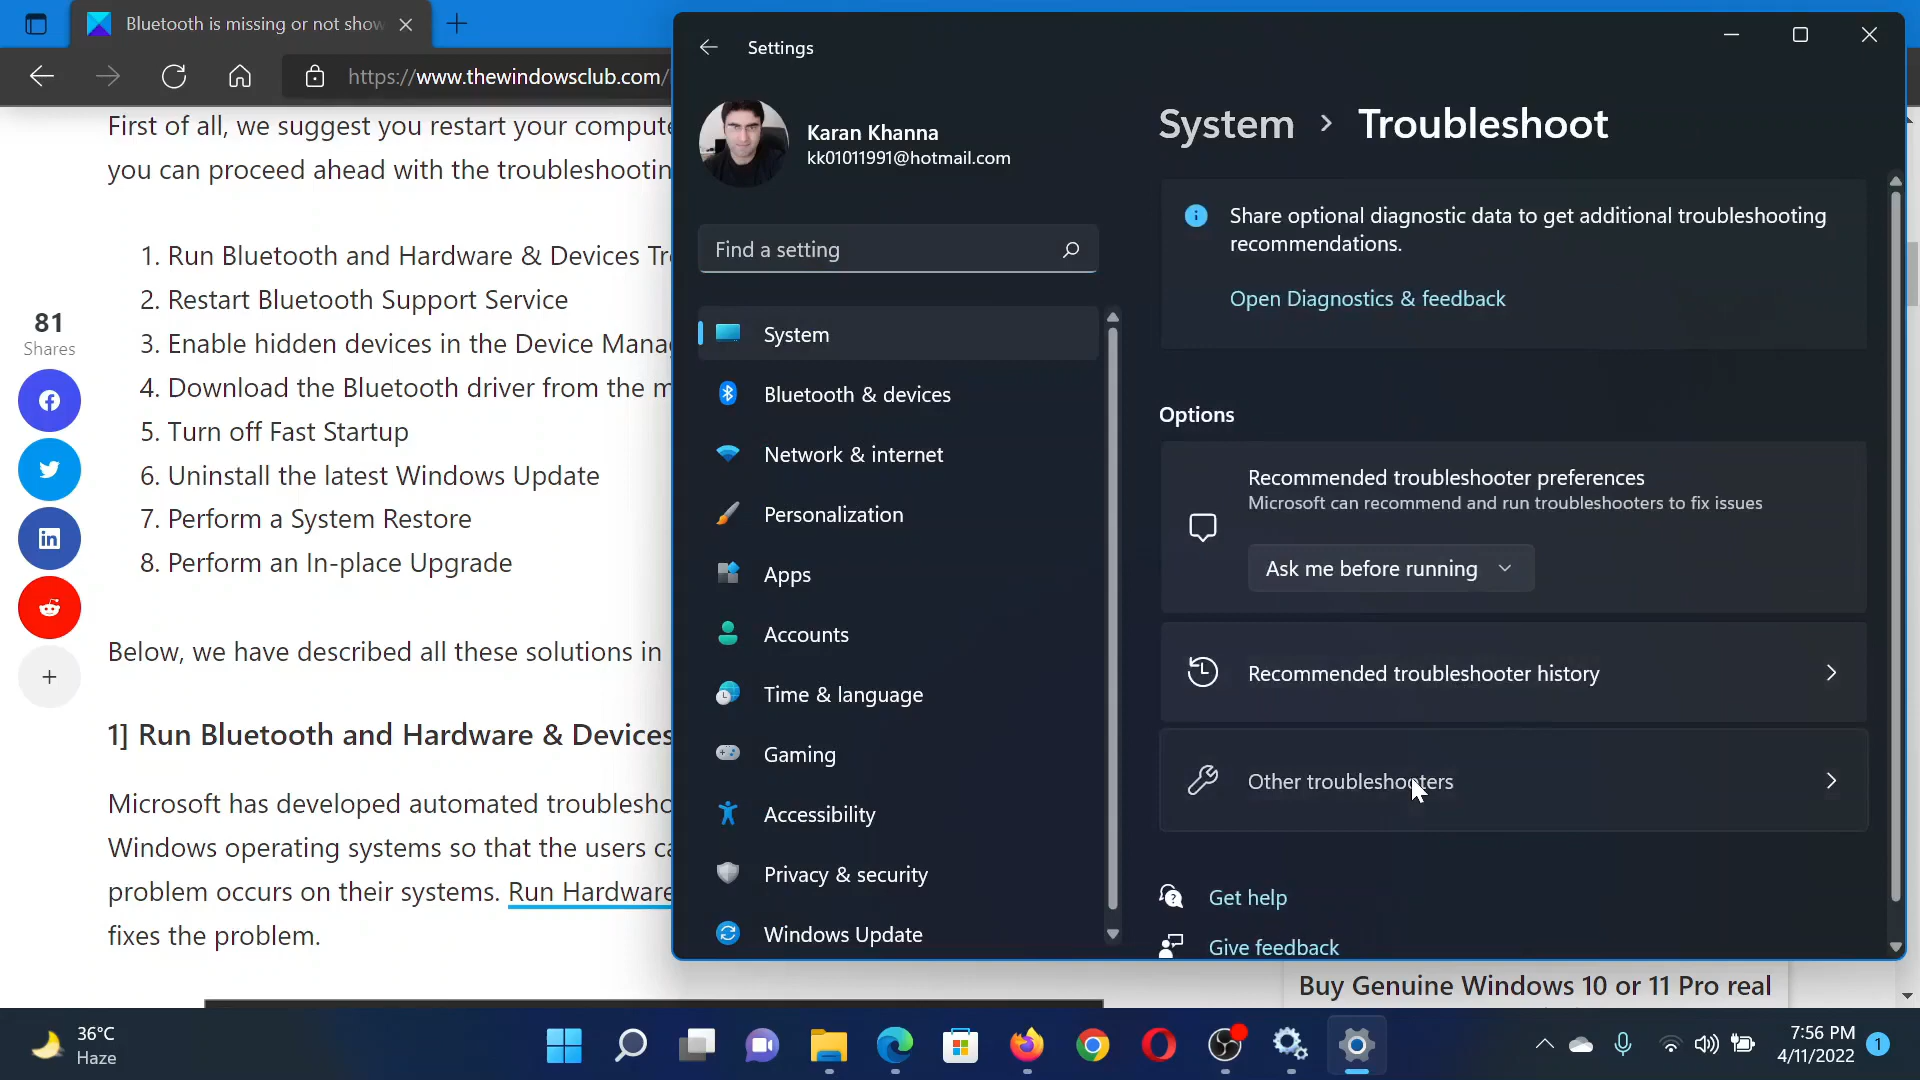 Bluetooth is missing or not show
https://www.thewindowsclub.com/
First of all, we suggest you restart your compute
you can proceed ahead with the troubleshootin
1. Run Bluetooth and Hardware & Devices Tr
2. Restart Bluetooth Support Service
3. Enable hidden devices in the Device Mana
4. Download the Bluetooth driver from the m
5. Turn off Fast Startup
6. Uninstall the latest Windows Update
7. Perform a System Restore
8. Perform an In-place Upgrade
81
Shares
Below, we have described all these solutions in
1] Run Bluetooth and Hardware & Devices
Microsoft has developed automated troublesho
Windows operating systems so that the users ca
problem occurs on their systems. Run Hardware
fixes the problem.
Settings
Karan Khanna
kk01011991@hotmail.com
Find a setting
System
Bluetooth & devices
Network & internet
Personalization
Apps
Accounts
Time & language
Gaming
Accessibility
Privacy & security
Windows Update
System > Troubleshoot
Share optional diagnostic data to get additional troubleshooting
recommendations.
Open Diagnostics & feedback
Options
Recommended troubleshooter preferences
Microsoft can recommend and run troubleshooters to fix issues
Ask me before running
Recommended troubleshooter history
Other troubleshooters
Get help
Give feedback
Buy Genuine Windows 10 or 11 Pro real
36°C
Haze
7:56 PM
4/11/2022
1